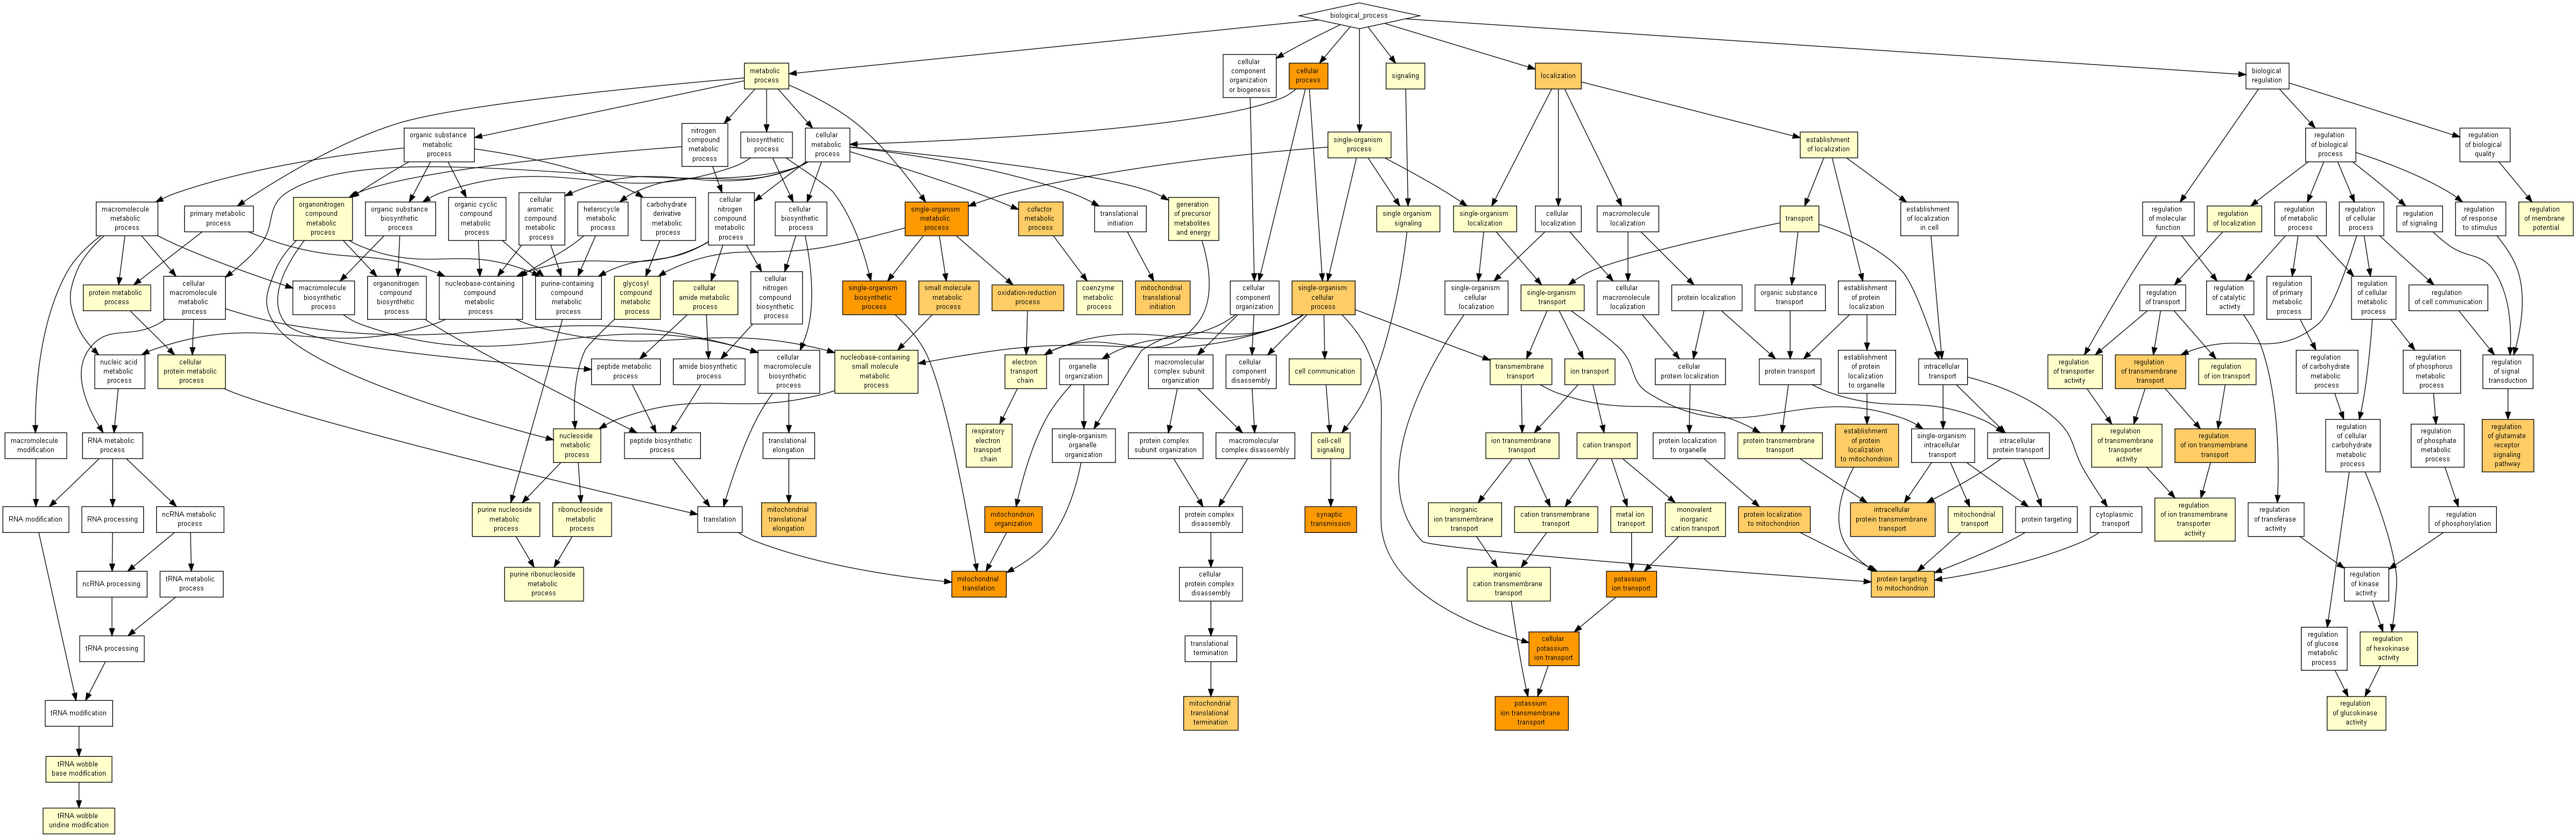 biological_process
metabolic
process
cellular
component
organization
or biogenesis
cellular
process
signaling
localization
biological
regulation
organic substance
metabolic
process
nitrogen
compound
metabolic
process
biosynthetic
process
cellular
metabolic
process
single-organism
process
establishment
of localization
regulation
of biological
process
regulation
of biological
quality
macromolecule
metabolic
process
primary metabolic
process
organonitrogen
compound
metabolic
process
organic substance
biosynthetic
process
organic cyclic
compound
metabolic
process
cellular
aromatic
compound
metabolic
process
heterocycle
metabolic
process
carbohydrate
derivative
metabolic
process
cellular
nitrogen
compound
metabolic
process
cellular
biosynthetic
process
single-organism
metabolic
process
cofactor
metabolic
process
translational
initiation
generation
of precursor
metabolites
and energy
single organism
signaling
single-organism
localization
cellular
localization
macromolecule
localization
transport
establishment
of localization
in cell
regulation
of molecular
function
regulation
of localization
regulation
of metabolic
process
regulation
of cellular
process
regulation
of signaling
regulation
of response
to stimulus
regulation
of membrane
potential
protein metabolic
process
cellular
macromolecule
metabolic
process
macromolecule
biosynthetic
process
organonitrogen
compound
biosynthetic
process
nucleobase-containing
compound
metabolic
process
purine-containing
compound
metabolic
process
glycosyl
compound
metabolic
process
cellular
amide metabolic
process
cellular
nitrogen
compound
biosynthetic
process
single-organism
biosynthetic
process
small molecule
metabolic
process
oxidation-reduction
process
coenzyme
metabolic
process
mitochondrial
translational
initiation
cellular
component
organization
single-organism
cellular
process
single-organism
cellular
localization
single-organism
transport
cellular
macromolecule
localization
protein localization
organic substance
transport
establishment
of protein
localization
regulation
of transport
regulation
of catalytic
activity
regulation
of primary
metabolic
process
regulation
of cellular
metabolic
process
regulation
of cell communication
nucleic acid
metabolic
process
cellular
protein metabolic
process
peptide metabolic
process
amide biosynthetic
process
cellular
macromolecule
biosynthetic
process
nucleobase-containing
small molecule
metabolic
process
electron
transport
chain
organelle
organization
macromolecular
complex subunit
organization
cellular
component
disassembly
cell communication
transmembrane
transport
ion transport
cellular
protein localization
protein transport
establishment
of protein
localization
to organelle
intracellular
transport
regulation
of transporter
activity
regulation
of transmembrane
transport
regulation
of ion transport
regulation
of carbohydrate
metabolic
process
regulation
of phosphorus
metabolic
process
regulation
of signal
transduction
macromolecule
modification
RNA metabolic
process
nucleoside
metabolic
process
peptide biosynthetic
process
translational
elongation
respiratory
electron
transport
chain
single-organism
organelle
organization
protein complex
subunit organization
macromolecular
complex disassembly
cell-cell
signaling
ion transmembrane
transport
cation transport
protein localization
to organelle
protein transmembrane
transport
establishment
of protein
localization
to mitochondrion
single-organism
intracellular
transport
intracellular
protein transport
regulation
of transmembrane
transporter
activity
regulation
of ion transmembrane
transport
regulation
of cellular
carbohydrate
metabolic
process
regulation
of phosphate
metabolic
process
regulation
of glutamate
receptor
signaling
pathway
RNA modification
RNA processing
ncRNA metabolic
process
purine nucleoside
metabolic
process
ribonucleoside
metabolic
process
translation
mitochondrial
translational
elongation
mitochondrion
organization
protein complex
disassembly
synaptic
transmission
inorganic
ion transmembrane
transport
cation transmembrane
transport
metal ion
transport
monovalent
inorganic
cation transport
protein localization
to mitochondrion
intracellular
protein transmembrane
transport
mitochondrial
transport
protein targeting
cytoplasmic
transport
regulation
of ion transmembrane
transporter
activity
regulation
of transferase
activity
regulation
of phosphorylation
ncRNA processing
tRNA metabolic
process
purine ribonucleoside
metabolic
process
mitochondrial
translation
cellular
protein complex
disassembly
inorganic
cation transmembrane
transport
potassium
ion transport
protein targeting
to mitochondrion
regulation
of kinase
activity
tRNA processing
translational
termination
cellular
potassium
ion transport
regulation
of glucose
metabolic
process
regulation
of hexokinase
activity
tRNA modification
mitochondrial
translational
termination
potassium
ion transmembrane
transport
regulation
of glucokinase
activity
tRNA wobble
base modification
tRNA wobble
uridine modification